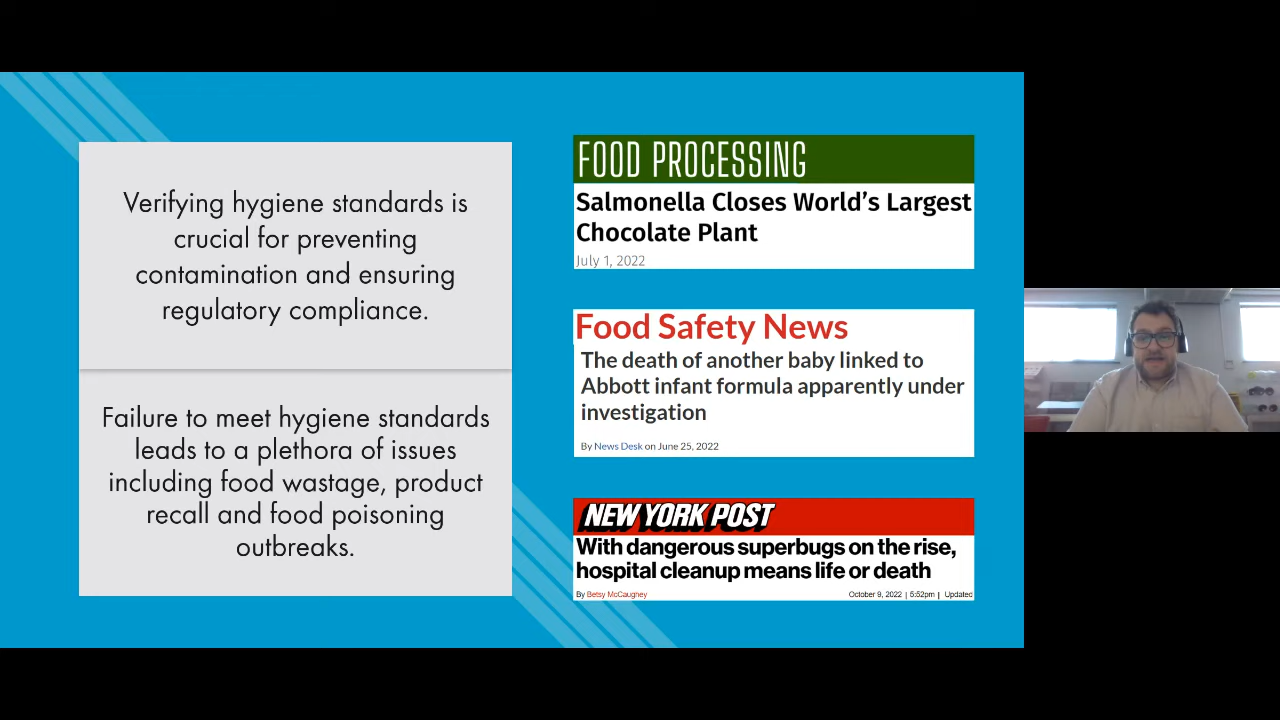 Verifying hygiene standards is
crucial for preventing
contamination and ensuring
regulatory compliance.
Failure to meet hygiene standards
leads to a plethora of issues
including food wastage, product
recall and food poisoning
outbreaks.
FOOD PROCESSING
Salmonella Closes World's Largest
Chocolate Plant
July 1, 2022
Food Safety News
The death of another baby linked to
Abbott infant formula apparently under
investigation
By News Desk on June 25, 2022
NEW YORK POST
With dangerous superbugs on the rise,
hospital cleanup means life or death
By Betsy McCaughey October 9, 2022 | 5:52pm | Updated